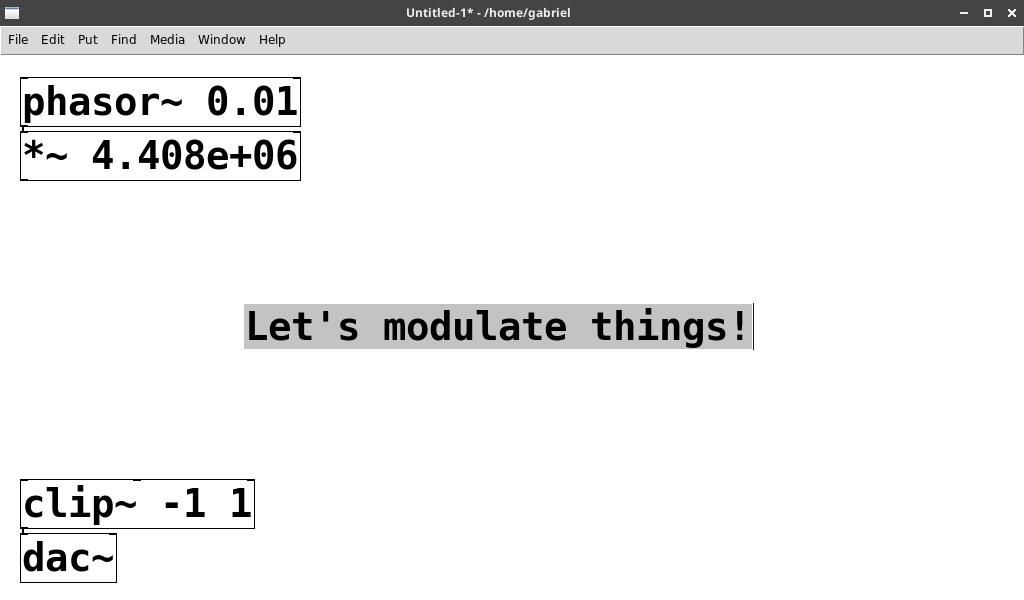 Untitled-1* - /home/gabriel
File Edit Put Find Media Window Help
phasor~ 0.01
*~ 4.408e+06
Let's modulate things!
clip~ -1 1
dac~